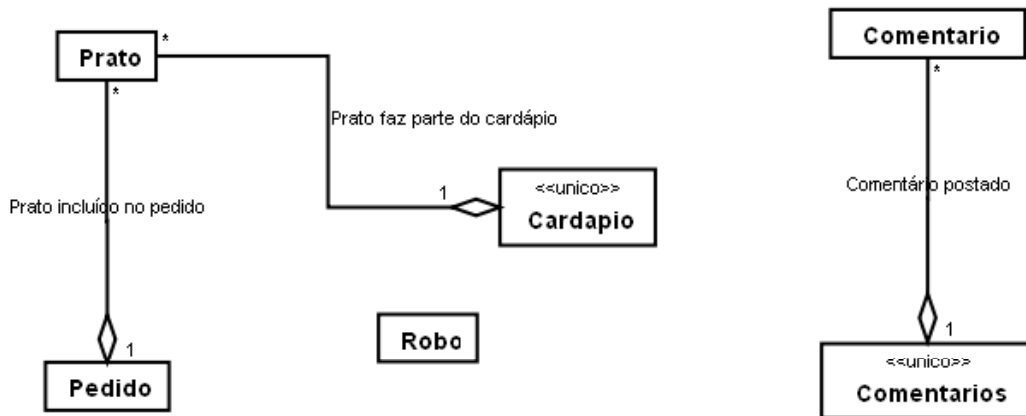 Prato
*
*
Prato faz parte do cardápio
Prato incluído no pedido
1
<<unico>>
Cardapio
Robo
1
Pedido
Comentario
*
Comentário postado
1
<<unico>>
Comentarios